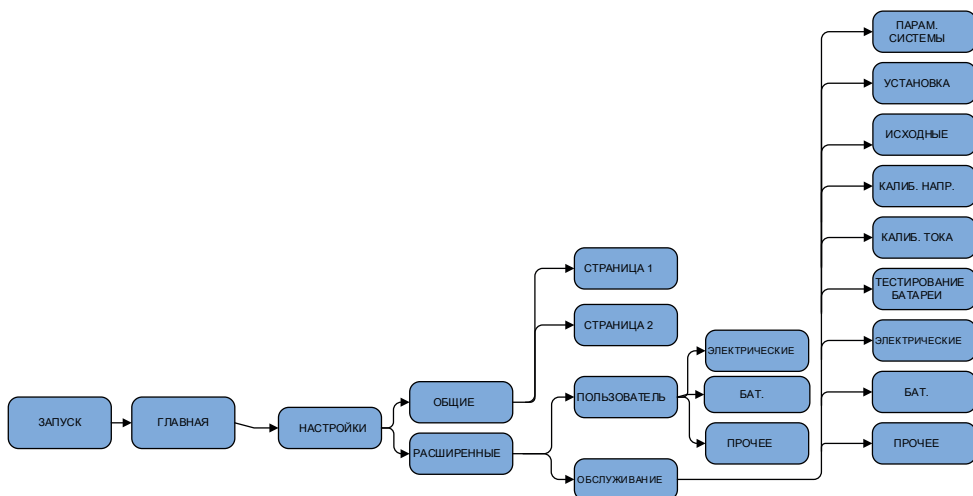 ПАРАМ.
СИСТЕМЫ
УСТАНОВКА
ИСХОДНЫЕ
КАЛИБ. НАПР.
КАЛИБ. ТОКА
СТРАНИЦА 1
ТЕСТИРОВАНИЕ
БАТАРЕИ
СТРАНИЦА 2
ЭЛЕКТРИЧЕСКИЕ
ЭЛЕКТРИЧЕСКИЕ
ОБЩИЕ
ПОЛЬЗОВАТЕЛЬ
БАТ.
БАТ.
ЗАПУСК
ГЛАВНАЯ
НАСТРОЙКИ
РАСШИРЕННЫЕ
ПРОЧЕЕ
ПРОЧЕЕ
ОБСЛУЖИВАНИЕ